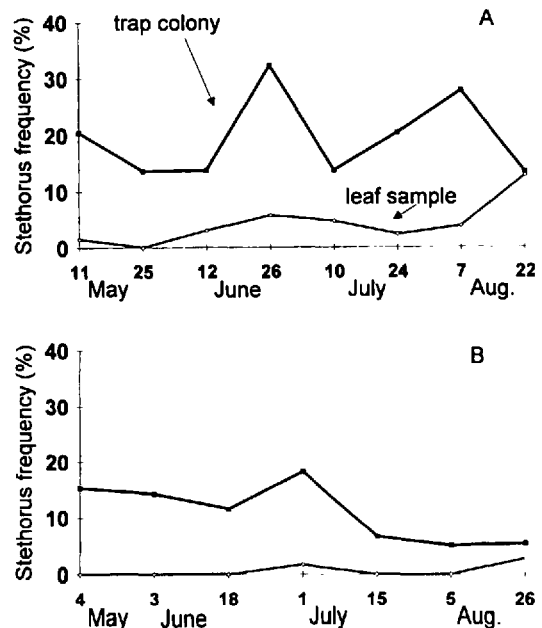 A
trap colony
Stethorus frequency (%)
40
30
20
10
0
leaf sample
11 25 12 26 10 24 7 22
May June July Aug.
B
Stethorus frequency (%)
40
30
20
10
0
4 3 18 1 15 5 26
May June July Aug.